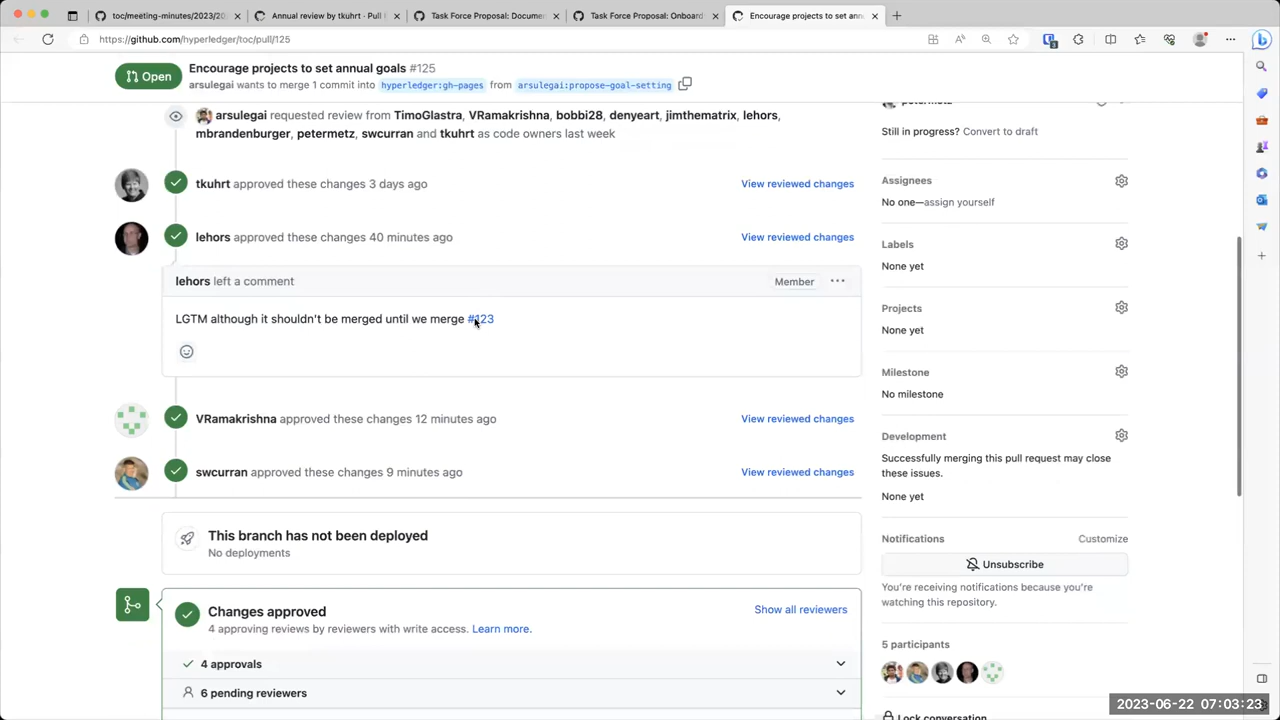 toc/meeting-minutes/2023/20
Annual review by tkuhrt · Pull
Task Force Proposal: Docume
Task Force Proposal: Onboard
Encourage projects to set ann
https://github.com/hyperledger/toc/pull/125
Open
Encourage projects to set annual goals #125
arsulegai wants to merge 1 commit into hyperledger:gh-pages from arsulegai:propose-goal-setting
arsulegai requested review from TimoGlastra, VRamakrishna, bobbi28, denyeart, jimthematrix, lehors,
mbrandenburger, petermetz, swcurran and tkuhrt as code owners last week
tkuhrt approved these changes 3 days ago
View reviewed changes
lehors approved these changes 40 minutes ago
View reviewed changes
lehors left a comment
Member
LGTM although it shouldn't be merged until we merge #123
VRamakrishna approved these changes 12 minutes ago
View reviewed changes
swcurran approved these changes 9 minutes ago
View reviewed changes
This branch has not been deployed
No deployments
Changes approved
Show all reviewers
4 approving reviews by reviewers with write access. Learn more.
4 approvals
6 pending reviewers
petermetz
Still in progress? Convert to draft
Assignees
No one—assign yourself
Labels
None yet
Projects
None yet
Milestone
No milestone
Development
Successfully merging this pull request may close
these issues.
None yet
Notifications
Customize
Unsubscribe
You're receiving notifications because you're
watching this repository.
5 participants
Lock conversation
2023-06-22 07:03:23